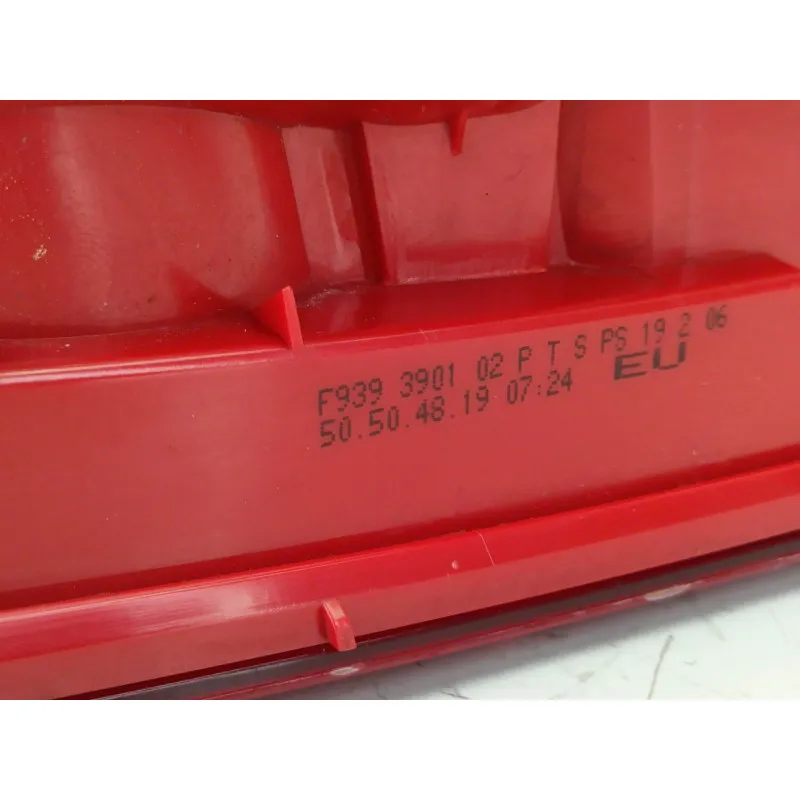 F939 3901 02 P T S PS 19 2 06
50.50.48.19 07:24 EU